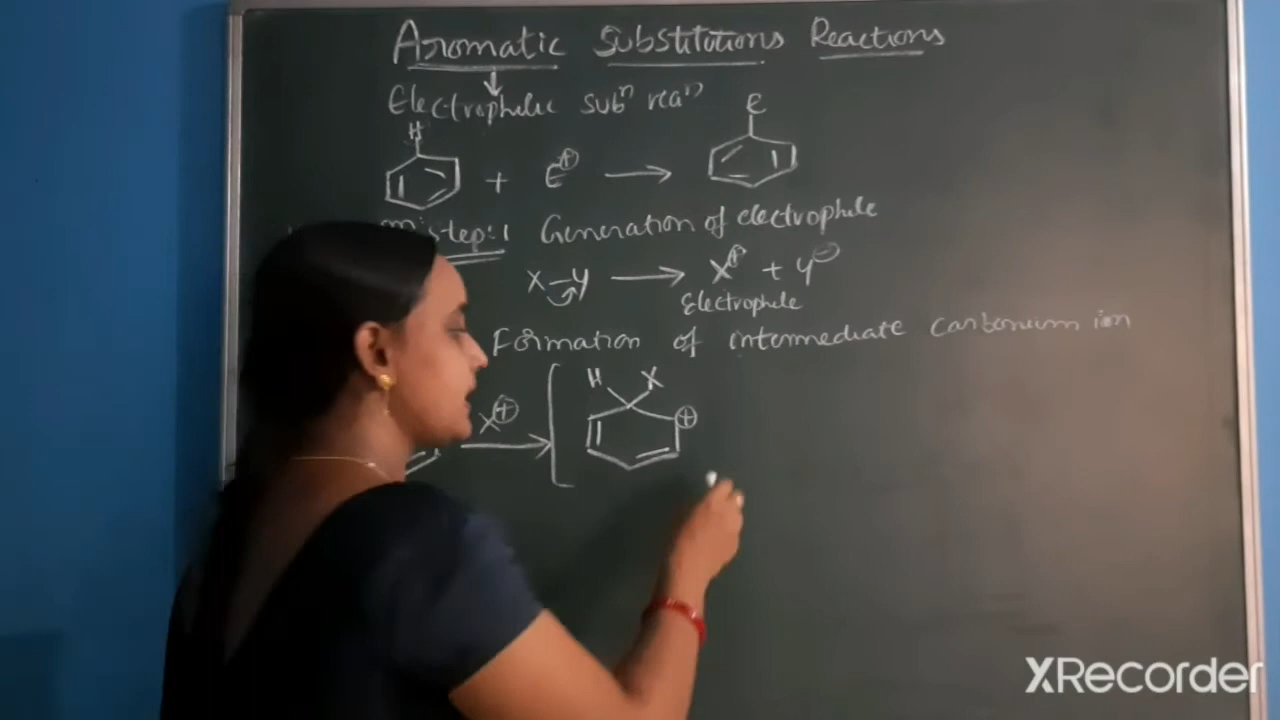 Aromatic Substitutions Reactions
Electrophilic subⁿ reaⁿ
H
E
+ E⊕ →
step:1 Generation of electrophile
X—Y → X⊕ + Y⊖
Electrophile
Formation of intermediate carbonium ion
H X
X⊕ → [ ⊕
XRecorder